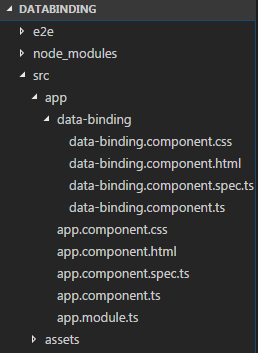 DATABINDING
e2e
node_modules
src
app
data-binding
data-binding.component.css
data-binding.component.html
data-binding.component.spec.ts
data-binding.component.ts
app.component.css
app.component.html
app.component.spec.ts
app.component.ts
app.module.ts
assets